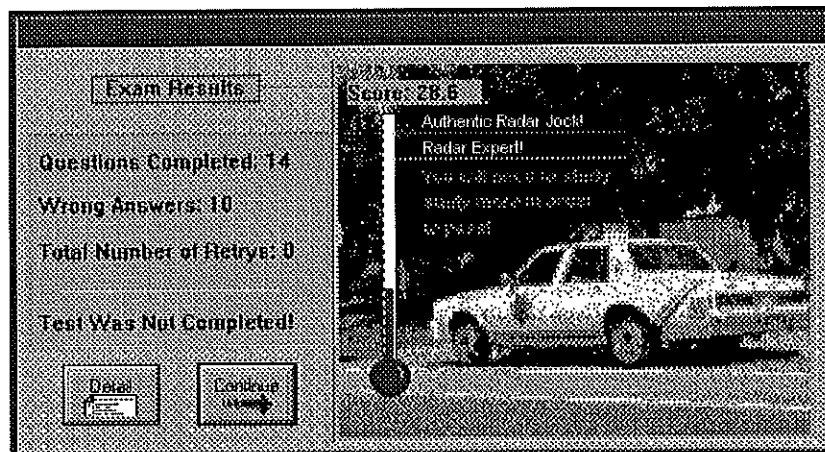 Exam Results
Score: 28.6
Authentic Radar Jock!
Radar Expert!
You will need to study
study more in order
to pass!
Questions Completed: 14
Wrong Answers: 10
Total Number of Retrys: 0
Test Was Not Completed!
Detail
Continue